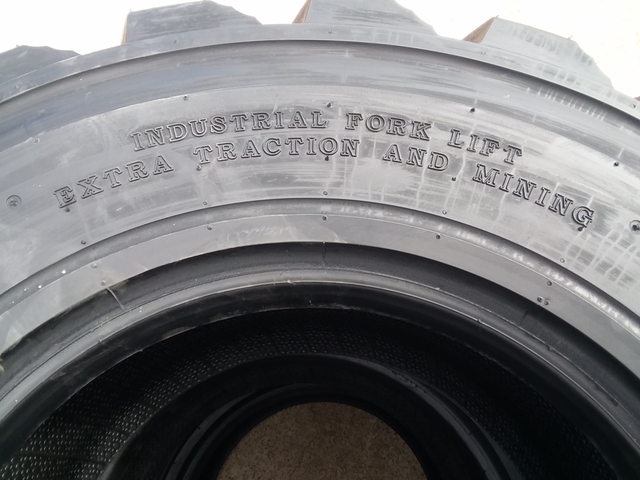 INDUSTRIAL FORK LIFT
EXTRA TRACTION AND MINING